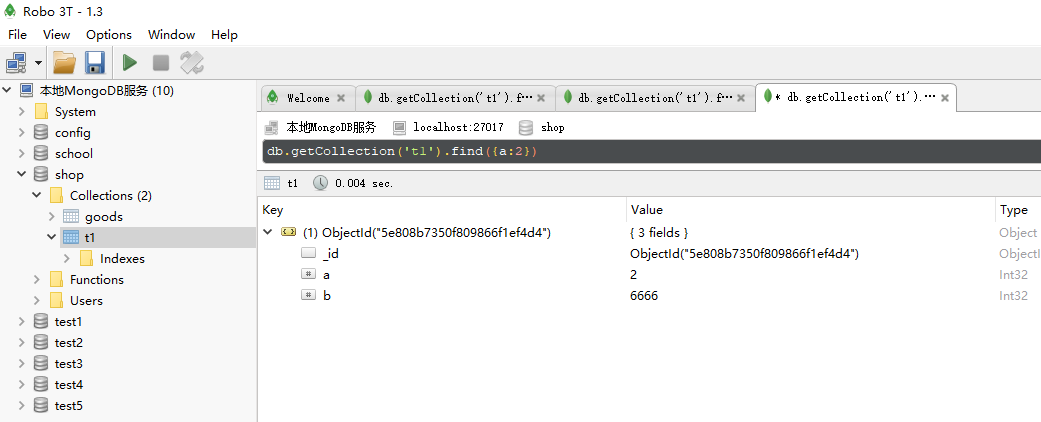 Robo 3T - 1.3
File View Options Window Help
本地MongoDB服务 (10)
System
config
school
shop
Collections (2)
goods
t1
Indexes
Functions
Users
test1
test2
test3
test4
test5
Welcome db.getCollection('t1').f··· db.getCollection('t1').f··· * db.getCollection('t1').···
本地MongoDB服务 localhost:27017 shop
db.getCollection('t1').find({a:2})
t1 0.004 sec.
Key Value Type
(1) ObjectId("5e808b7350f809866f1ef4d4") { 3 fields } Object
_id ObjectId("5e808b7350f809866f1ef4d4") ObjectI
# a 2 Int32
# b 6666 Int32